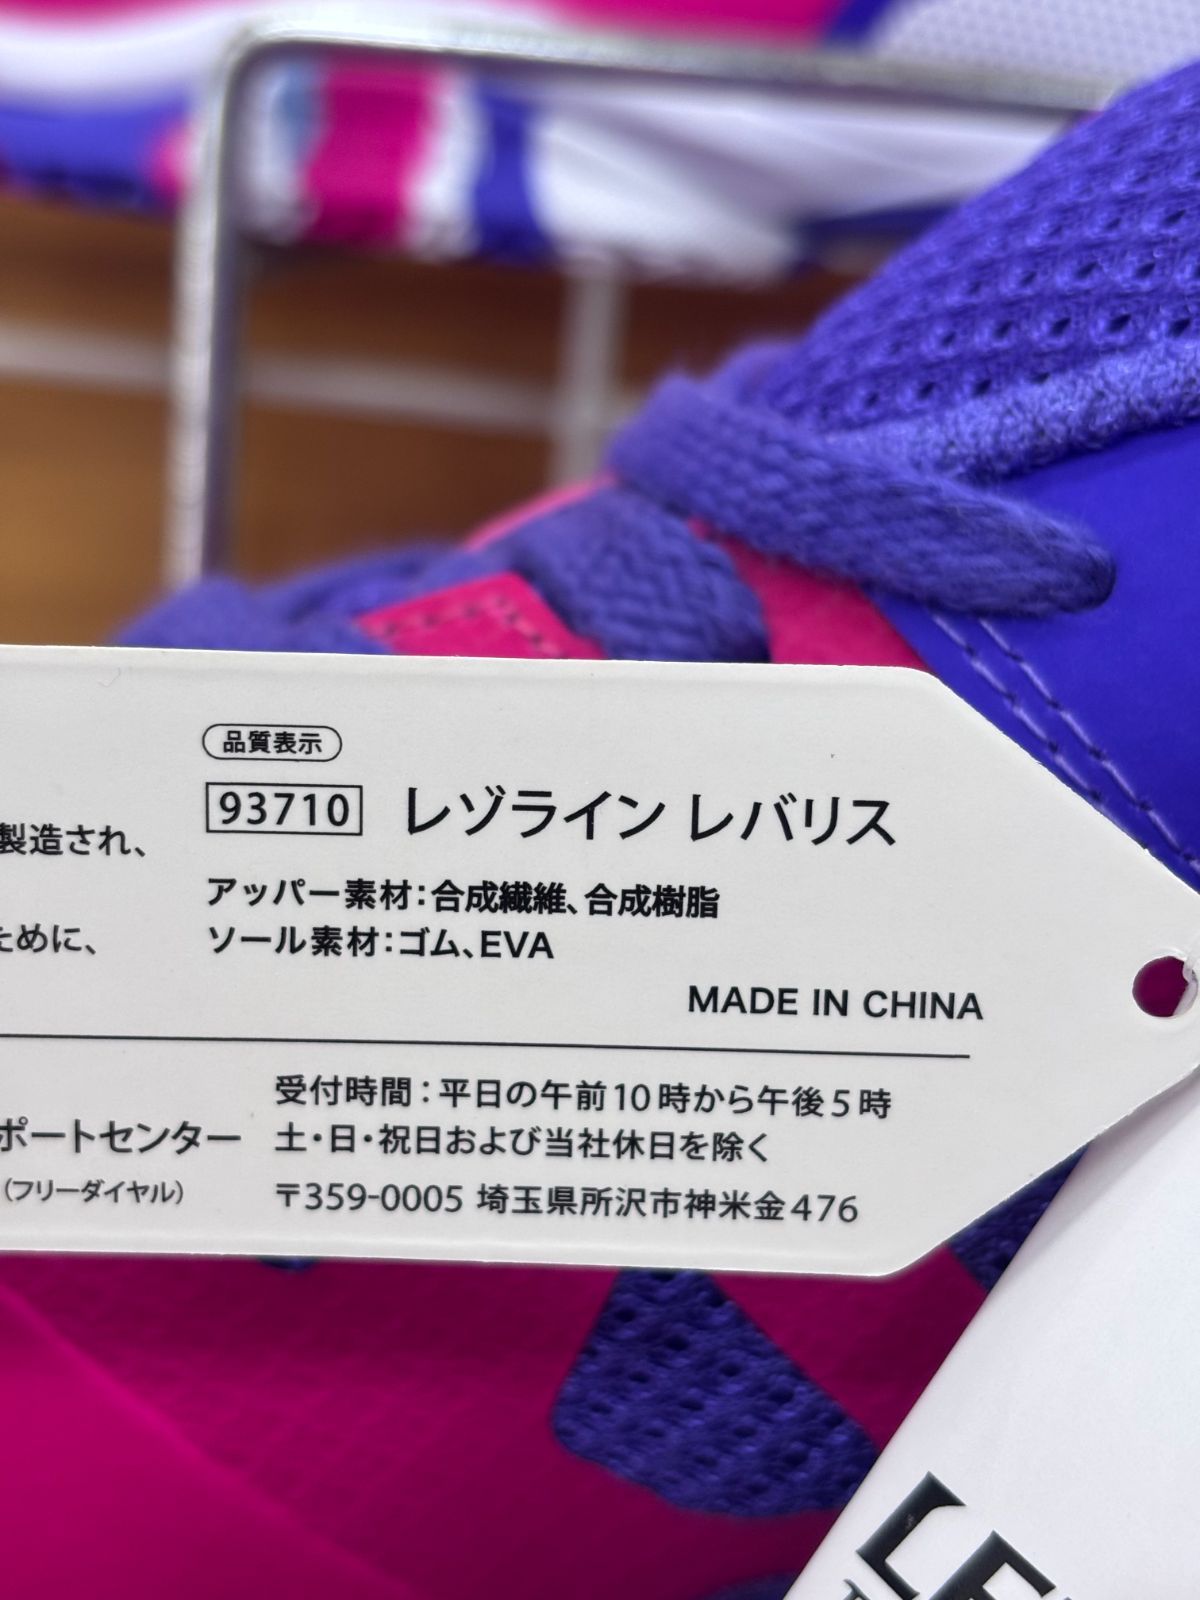 品質表示
93710 レゾライン レバリス
製造され、
アッパー素材：合成繊維、合成樹脂
ために、
ソール素材：ゴム、EVA
MADE IN CHINA
受付時間：平日の午前10時から午後5時
ポートセンター
土・日・祝日および当社休日を除く
（フリーダイヤル）
〒359-0005 埼玉県所沢市神米金476